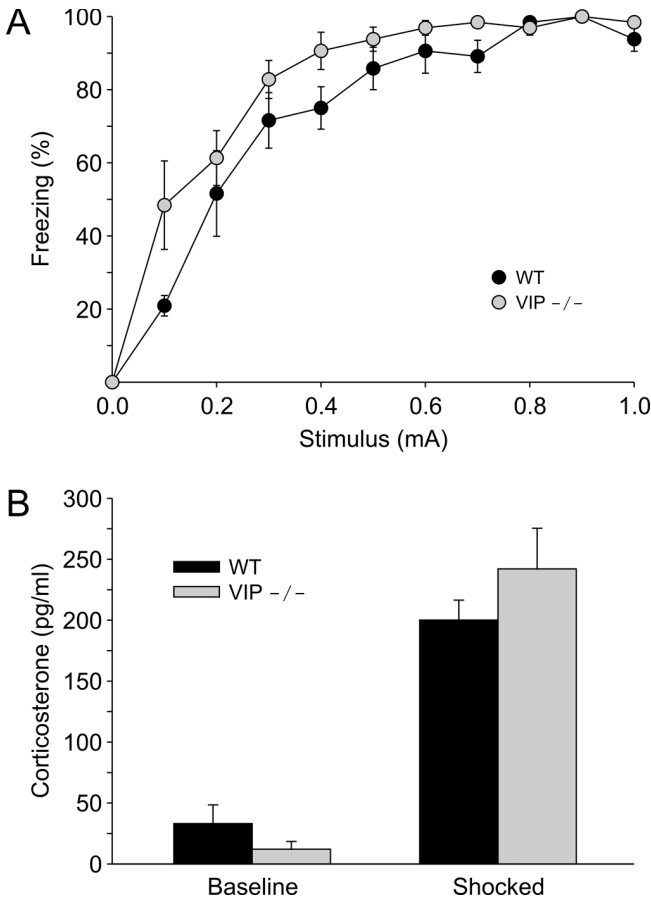 A
100
80
60
40
20
Freezing (%)
WT
VIP −/−
0.0 0.2 0.4 0.6 0.8 1.0
Stimulus (mA)
B
300
250
200
150
100
50
0
Corticosterone (pg/ml)
WT
VIP −/−
Baseline Shocked